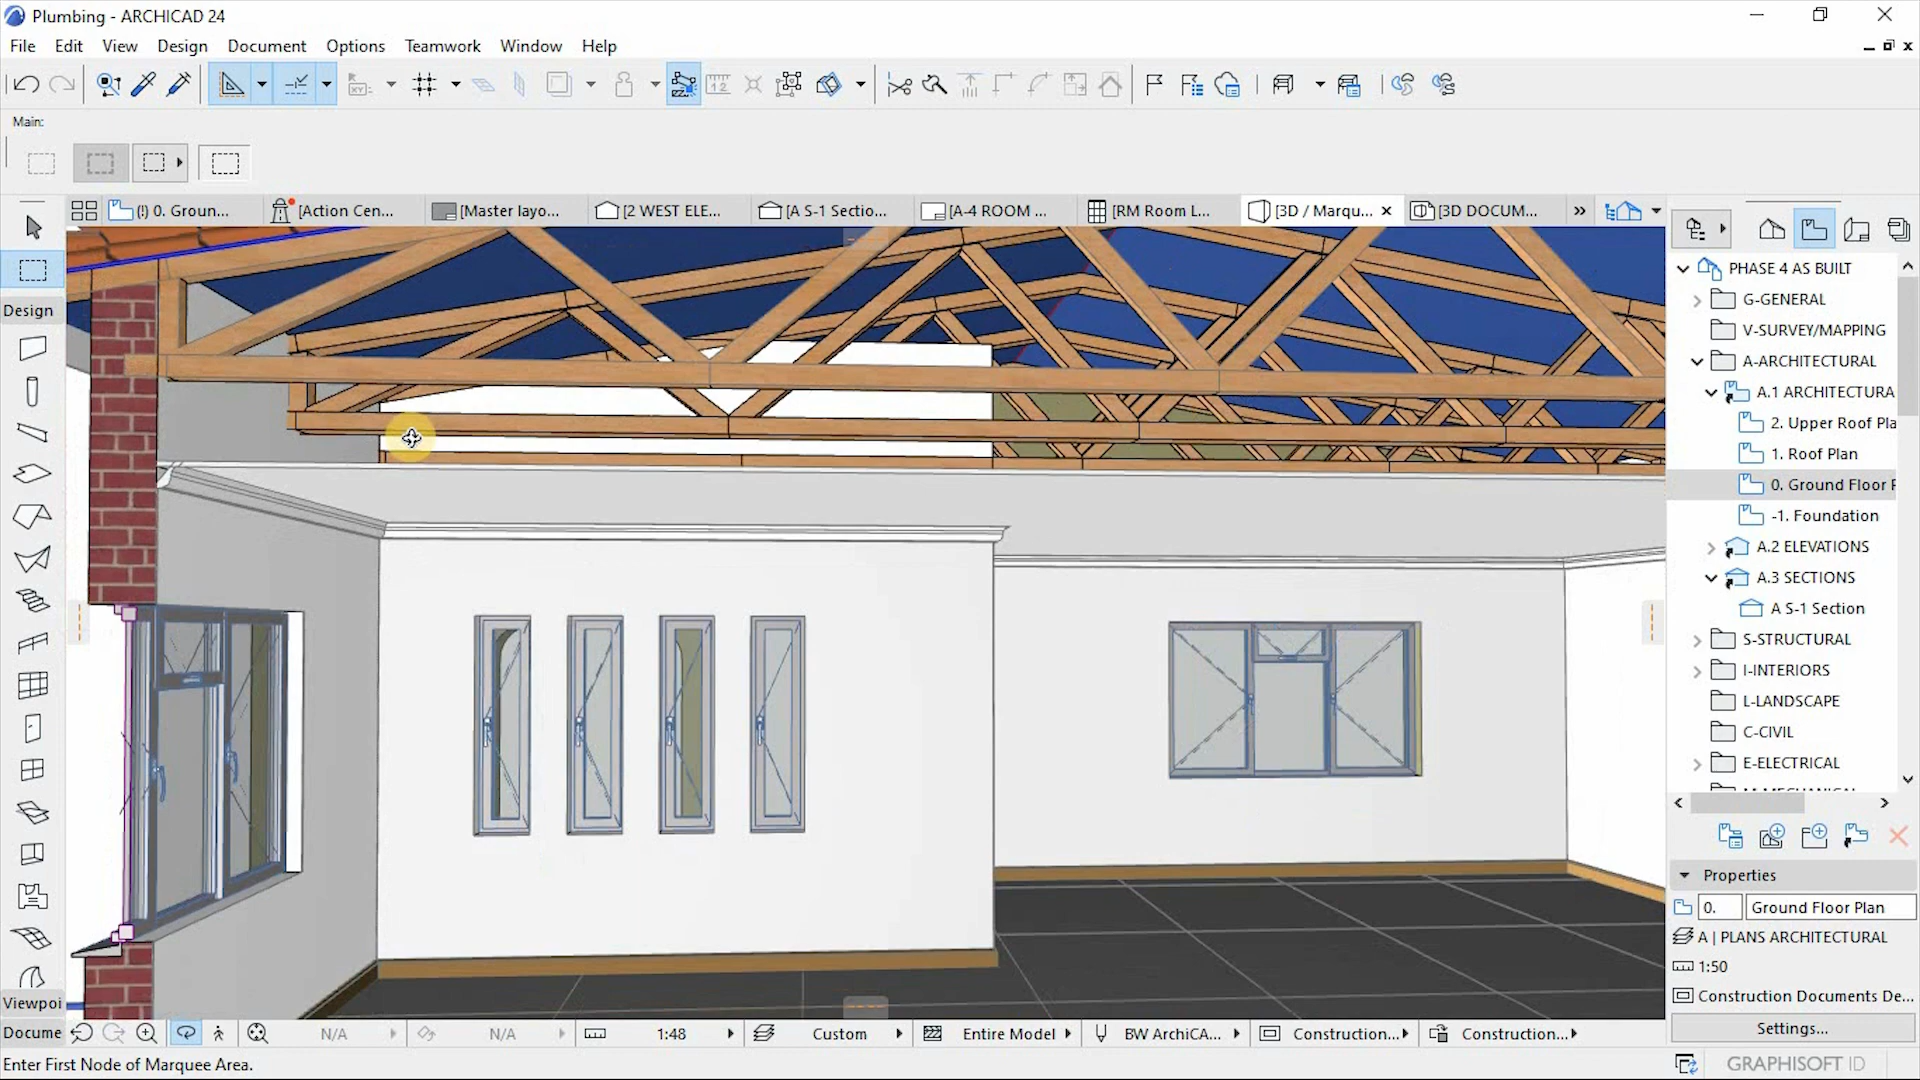 Plumbing - ARCHICAD 24
File Edit View Design Document Options Teamwork Window Help
Main:
(!) 0. Groun...
[Action Cen...
[Master layo...
[2 WEST ELE...
[A S-1 Sectio...
[A-4 ROOM ...
[RM Room L...
[3D / Marqu...
[3D DOCUM...
Design
Viewpoi
Docume
PHASE 4 AS BUILT
G-GENERAL
V-SURVEY/MAPPING
A-ARCHITECTURAL
A.1 ARCHITECTURA
2. Upper Roof Pla
1. Roof Plan
0. Ground Floor P
-1. Foundation
A.2 ELEVATIONS
A.3 SECTIONS
A S-1 Section
S-STRUCTURAL
I-INTERIORS
L-LANDSCAPE
C-CIVIL
E-ELECTRICAL
Properties
0. Ground Floor Plan
A | PLANS ARCHITECTURAL
1:50
Construction Documents De...
Settings...
N/A N/A 1:48 Custom Entire Model BW ArchiCA... Construction... Construction...
Enter First Node of Marquee Area.
GRAPHISOFT ID